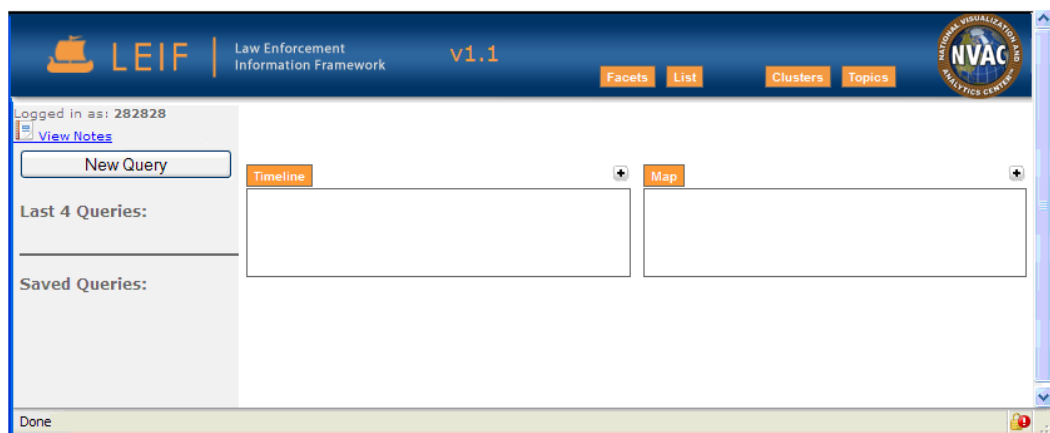 LEIF
Law Enforcement
Information Framework
v1.1
Facets
List
Clusters
Topics
NATIONAL VISUALIZATION AND
ANALYTICS CENTER™
NVAC
Logged in as: 282828
View Notes
New Query
Last 4 Queries:
Saved Queries:
Timeline
Map
Done